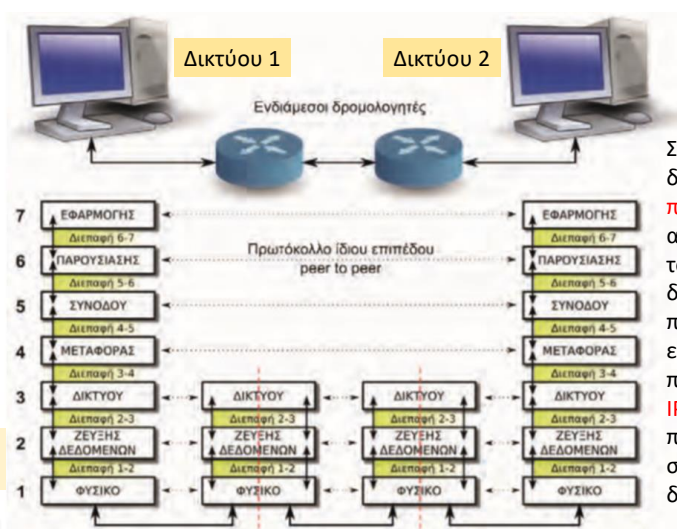 Δικτύου 1
Δικτύου 2
Ενδιάμεσοι δρομολογητές
7 ΕΦΑΡΜΟΓΗΣ ΕΦΑΡΜΟΓΗΣ
Διεπαφή 6-7 Διεπαφή 6-7
6 ΠΑΡΟΥΣΙΑΣΗΣ Πρωτόκολλο ίδιου επιπέδου ΠΑΡΟΥΣΙΑΣΗΣ
peer to peer
Διεπαφή 5-6 Διεπαφή 5-6
5 ΣΥΝΟΔΟΥ ΣΥΝΟΔΟΥ
Διεπαφή 4-5 Διεπαφή 4-5
4 ΜΕΤΑΦΟΡΑΣ ΜΕΤΑΦΟΡΑΣ
Διεπαφή 3-4 Διεπαφή 3-4
3 ΔΙΚΤΥΟΥ ΔΙΚΤΥΟΥ ΔΙΚΤΥΟΥ ΔΙΚΤΥΟΥ
Διεπαφή 2-3 Διεπαφή 2-3 Διεπαφή 2-3 Διεπαφή 2-3
2 ΖΕΥΞΗΣ ΖΕΥΞΗΣ ΖΕΥΞΗΣ ΖΕΥΞΗΣ
ΔΕΔΟΜΕΝΩΝ ΔΕΔΟΜΕΝΩΝ ΔΕΔΟΜΕΝΩΝ ΔΕΔΟΜΕΝΩΝ
Διεπαφή 1-2 Διεπαφή 1-2 Διεπαφή 1-2 Διεπαφή 1-2
1 ΦΥΣΙΚΟ ΦΥΣΙΚΟ ΦΥΣΙΚΟ ΦΥΣΙΚΟ